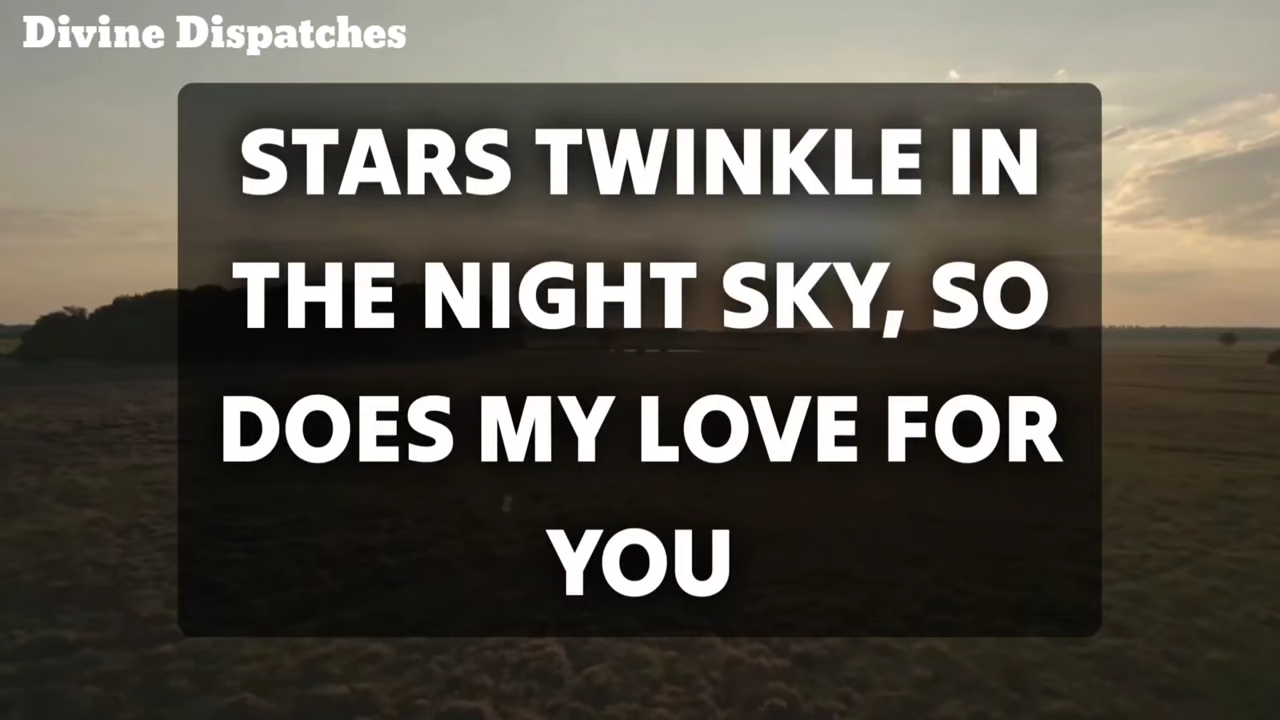 Divine Dispatches
STARS TWINKLE IN
THE NIGHT SKY, SO
DOES MY LOVE FOR
YOU